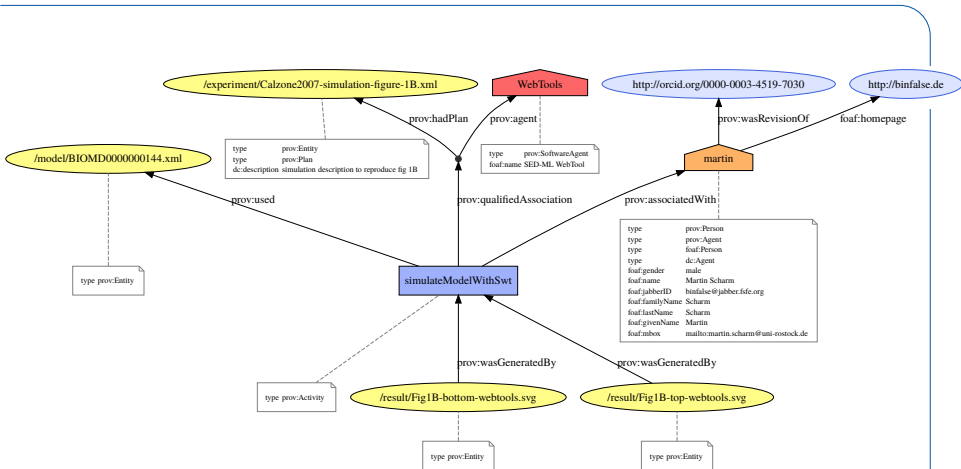 /experiment/Calzone2007-simulation-figure-1B.xml
WebTools
http://orcid.org/0000-0003-4519-7030
http://binfalse.de
prov:hadPlan
prov:agent
prov:wasRevisionOf
foaf:homepage
type prov:Entity
type prov:Plan
dc:description simulation description to reproduce fig 1B
type prov:SoftwareAgent
foaf:name SED-ML WebTool
/model/BIOMD0000000144.xml
martin
prov:used
prov:qualifiedAssociation
prov:associatedWith
type prov:Person
type prov:Agent
type foaf:Person
type dc:Agent
foaf:gender male
foaf:name Martin Scharm
foaf:jabberID binfalse@jabber.fsfe.org
foaf:familyName Scharm
foaf:lastName Scharm
foaf:givenName Martin
foaf:mbox mailto:martin.scharm@uni-rostock.de
type prov:Entity
simulateModelWithSwt
prov:wasGeneratedBy
prov:wasGeneratedBy
type prov:Activity
/result/Fig1B-bottom-webtools.svg
/result/Fig1B-top-webtools.svg
type prov:Entity
type prov:Entity